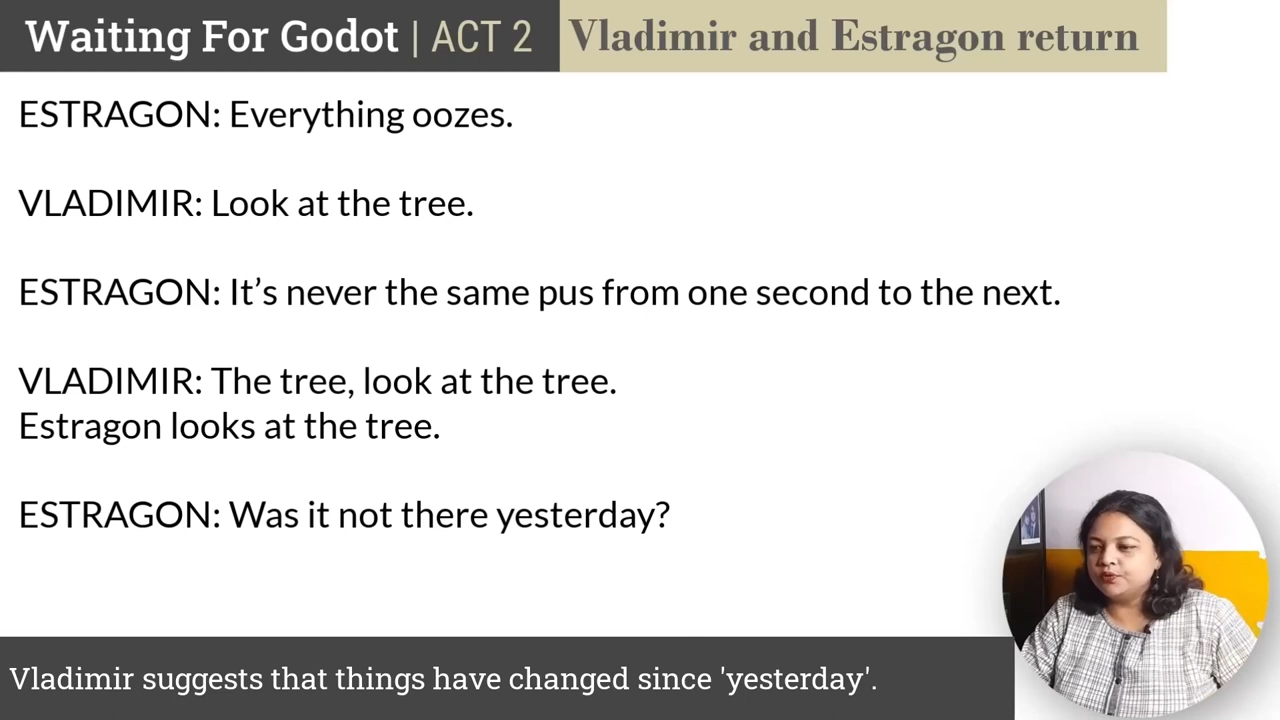 Waiting For Godot | ACT 2 Vladimir and Estragon return
ESTRAGON: Everything oozes.
VLADIMIR: Look at the tree.
ESTRAGON: It’s never the same pus from one second to the next.
VLADIMIR: The tree, look at the tree.
Estragon looks at the tree.
ESTRAGON: Was it not there yesterday?
Vladimir suggests that things have changed since 'yesterday'.